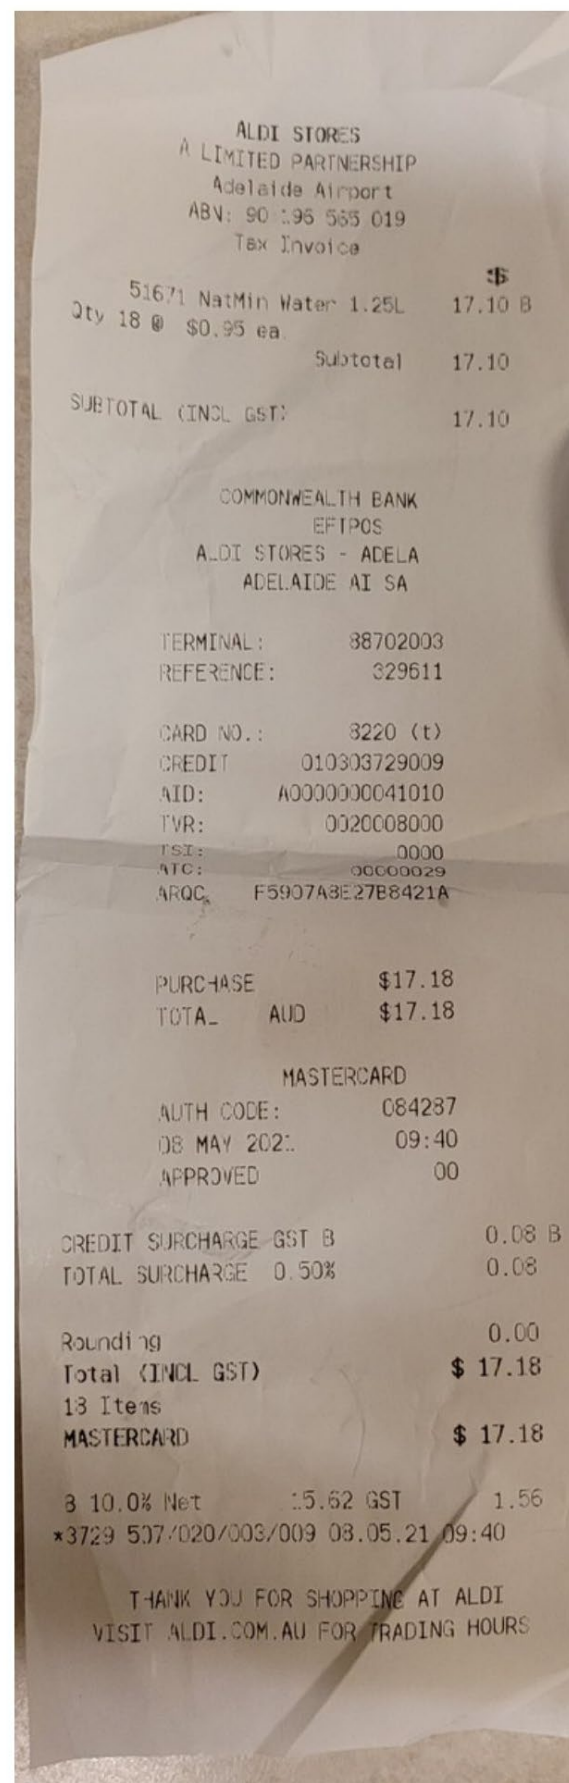 ALDI STORES
A LIMITED PARTNERSHIP
Adelaide Airport
ABN: 90 196 565 019
Tax Invoice
$
51671 NatMin Water 1.25L 17.10 B
Qty 18 @ $0.95 ea.
Subtotal 17.10
SUBTOTAL (INCL GST) 17.10
COMMONWEALTH BANK
EFTPOS
ALDI STORES - ADELA
ADELAIDE AI SA
TERMINAL: 88702003
REFERENCE: 329611
CARD NO.: 8220 (t)
CREDIT 010303729009
AID: A0000000041010
TVR: 0020008000
TSI: 0000
ATC: 00000029
ARQC F5907A8E27B8421A
PURCHASE $17.18
TOTAL AUD $17.18
MASTERCARD
AUTH CODE: 084287
08 MAY 2021 09:40
APPROVED 00
CREDIT SURCHARGE GST B 0.08 B
TOTAL SURCHARGE 0.50% 0.08
Rounding 0.00
Total (INCL GST) $ 17.18
18 Items
MASTERCARD $ 17.18
B 10.0% Net 15.62 GST 1.56
*3729 507/020/003/009 08.05.21 09:40
THANK YOU FOR SHOPPING AT ALDI
VISIT ALDI.COM.AU FOR TRADING HOURS